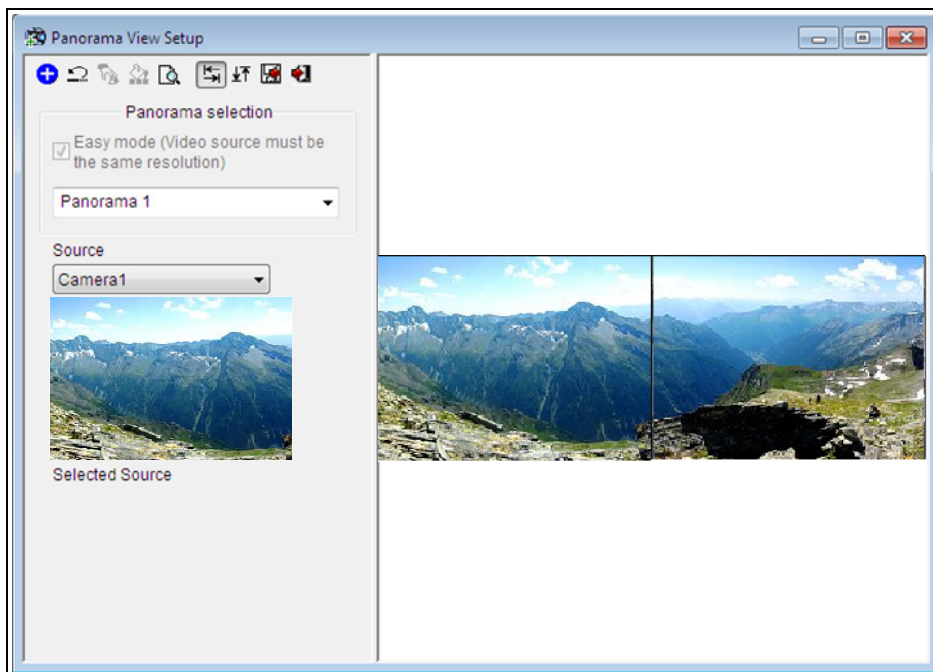 Panorama View Setup
Panorama selection
Easy mode (Video source must be
the same resolution)
Panorama 1
Source
Camera1
Selected Source